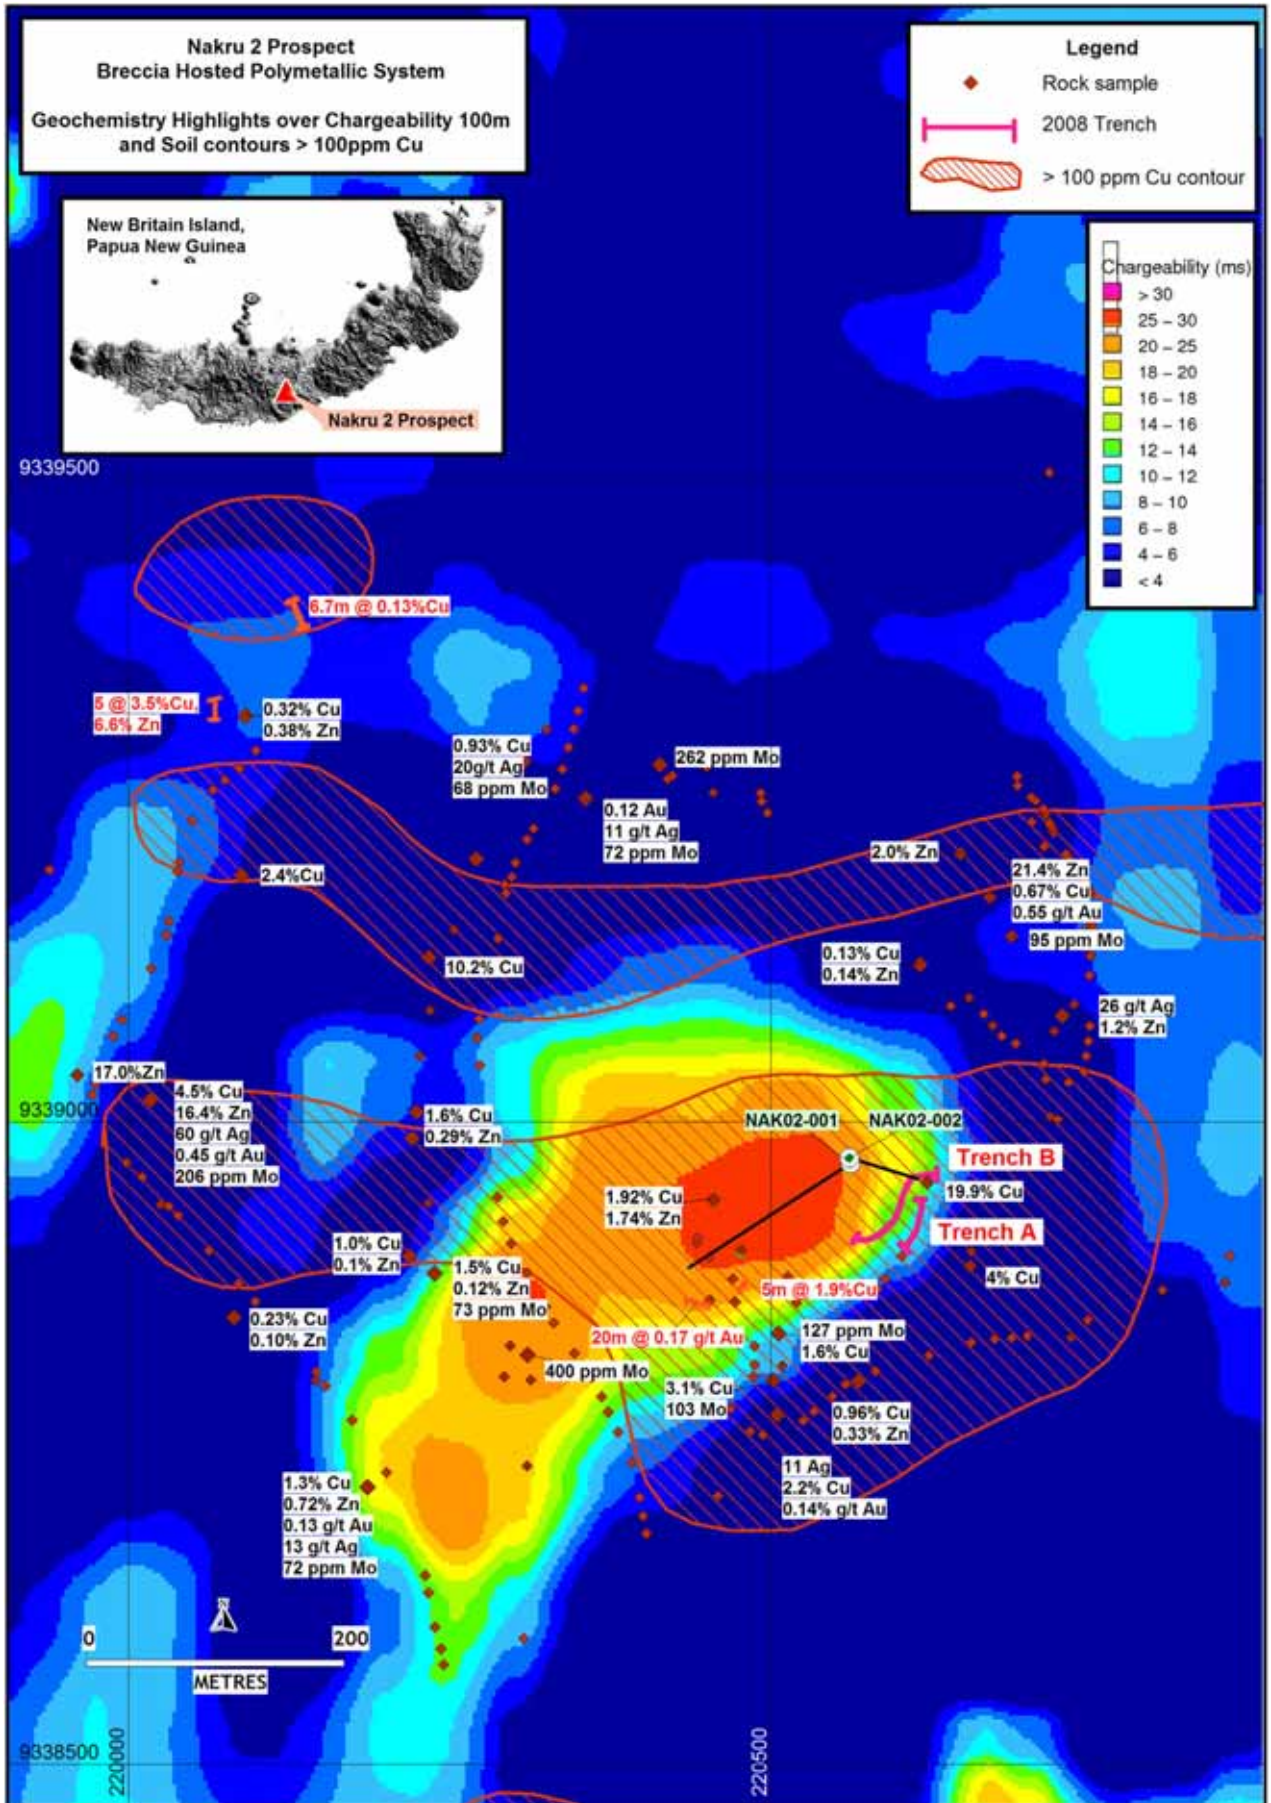 Nakru 2 Prospect
Breccia Hosted Polymetallic System
Geochemistry Highlights over Chargeability 100m
and Soil contours > 100ppm Cu
Legend
Rock sample
2008 Trench
> 100 ppm Cu contour
New Britain Island,
Papua New Guinea
Nakru 2 Prospect
Chargeability (ms)
> 30
25 – 30
20 – 25
18 – 20
16 – 18
14 – 16
12 – 14
10 – 12
8 – 10
6 – 8
4 – 6
< 4
9339500
6.7m @ 0.13%Cu
5 @ 3.5%Cu,
6.6% Zn
0.32% Cu
0.38% Zn
0.93% Cu
20g/t Ag
68 ppm Mo
262 ppm Mo
0.12 Au
11 g/t Ag
72 ppm Mo
2.0% Zn
2.4%Cu
21.4% Zn
0.67% Cu
0.55 g/t Au
95 ppm Mo
10.2% Cu
0.13% Cu
0.14% Zn
26 g/t Ag
1.2% Zn
17.0%Zn
4.5% Cu
16.4% Zn
60 g/t Ag
0.45 g/t Au
206 ppm Mo
9339000
1.6% Cu
0.29% Zn
NAK02-001
NAK02-002
Trench B
19.9% Cu
1.92% Cu
1.74% Zn
Trench A
1.0% Cu
0.1% Zn
1.5% Cu
0.12% Zn
73 ppm Mo
5m @ 1.9%Cu
4% Cu
0.23% Cu
0.10% Zn
20m @ 0.17 g/t Au
127 ppm Mo
1.6% Cu
400 ppm Mo
3.1% Cu
103 Mo
0.96% Cu
0.33% Zn
11 Ag
2.2% Cu
0.14% g/t Au
1.3% Cu
0.72% Zn
0.13 g/t Au
13 g/t Ag
72 ppm Mo
N
0 200
METRES
9338500
220000
220500